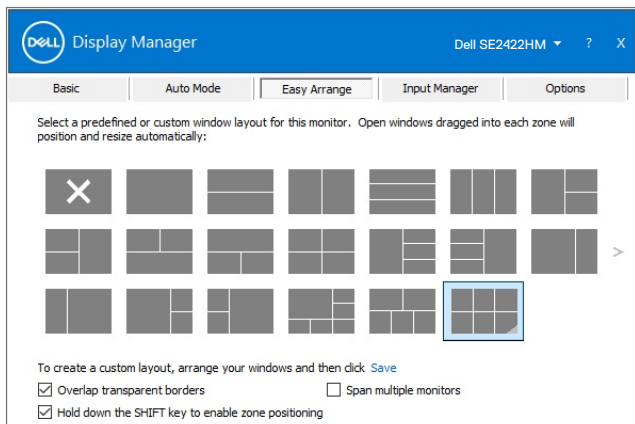 DELL Display Manager Dell SE2422HM ? X
Basic Auto Mode Easy Arrange Input Manager Options
Select a predefined or custom window layout for this monitor. Open windows dragged into each zone will
position and resize automatically:
>
To create a custom layout, arrange your windows and then click Save
Overlap transparent borders Span multiple monitors
Hold down the SHIFT key to enable zone positioning